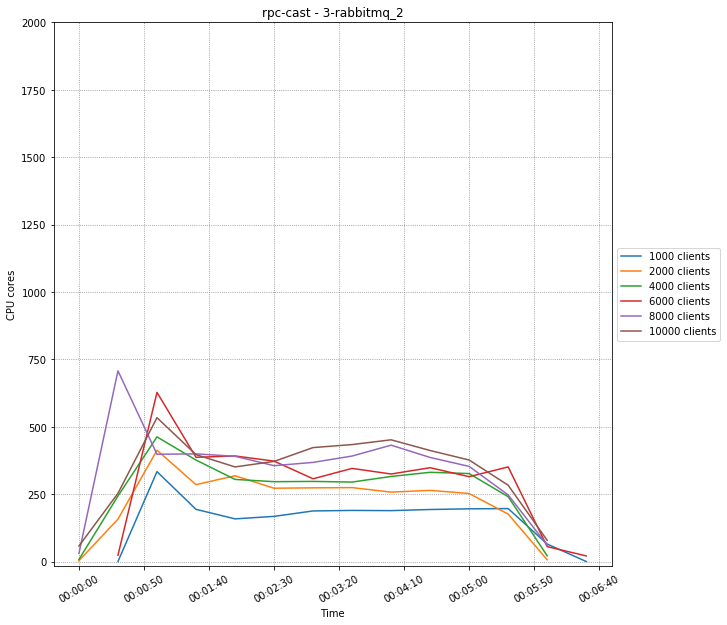 rpc-cast - 3-rabbitmq_2
2000
1750
1500
1250
1000
750
500
250
0
CPU cores
00:00:00
00:00:50
00:01:40
00:02:30
00:03:20
00:04:10
00:05:00
00:05:50
00:06:40
Time
1000 clients
2000 clients
4000 clients
6000 clients
8000 clients
10000 clients